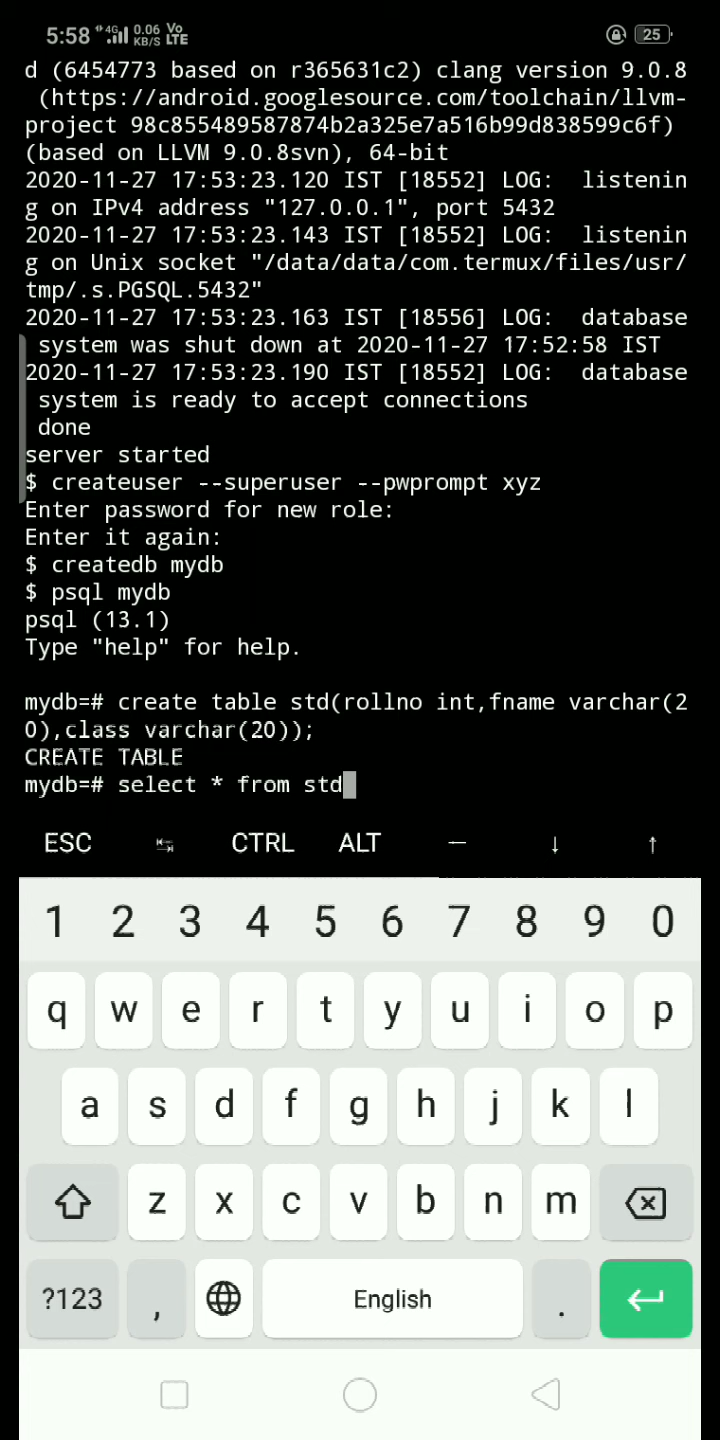 5:58 4G 0.06 KB/S Vo LTE 25
d (6454773 based on r365631c2) clang version 9.0.8
 (https://android.googlesource.com/toolchain/llvm-
project 98c855489587874b2a325e7a516b99d838599c6f)
(based on LLVM 9.0.8svn), 64-bit
2020-11-27 17:53:23.120 IST [18552] LOG:  listenin
g on IPv4 address "127.0.0.1", port 5432
2020-11-27 17:53:23.143 IST [18552] LOG:  listenin
g on Unix socket "/data/data/com.termux/files/usr/
tmp/.s.PGSQL.5432"
2020-11-27 17:53:23.163 IST [18556] LOG:  database
 system was shut down at 2020-11-27 17:52:58 IST
2020-11-27 17:53:23.190 IST [18552] LOG:  database
 system is ready to accept connections
 done
server started
$ createuser --superuser --pwprompt xyz
Enter password for new role:
Enter it again:
$ createdb mydb
$ psql mydb
psql (13.1)
Type "help" for help.
mydb=# create table std(rollno int,fname varchar(2
0),class varchar(20));
CREATE TABLE
mydb=# select * from std
ESC ↹ CTRL ALT — ↓ ↑
1 2 3 4 5 6 7 8 9 0
q w e r t y u i o p
a s d f g h j k l
z x c v b n m
?123 , English .